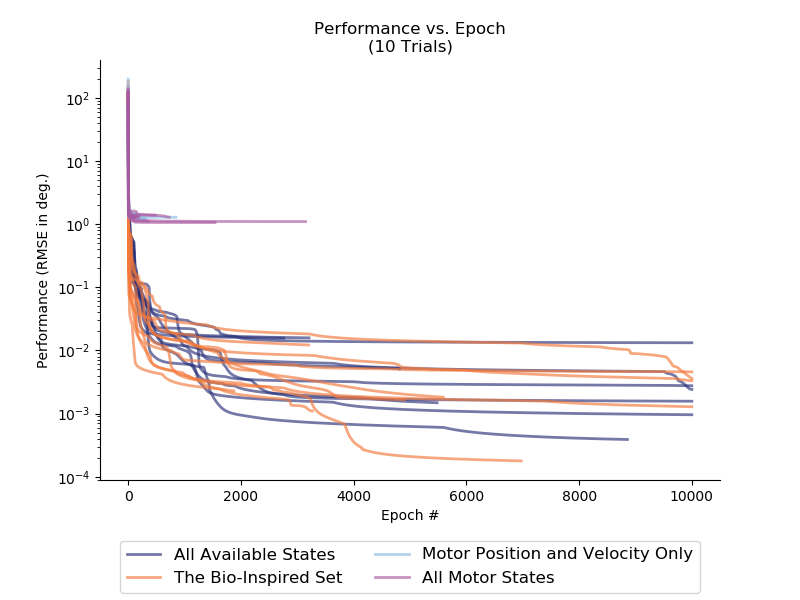 Performance vs. Epoch
(10 Trials)
Performance (RMSE in deg.)
10²
10¹
10⁰
10⁻¹
10⁻²
10⁻³
10⁻⁴
0 2000 4000 6000 8000 10000
Epoch #
All Available States
The Bio-Inspired Set
Motor Position and Velocity Only
All Motor States